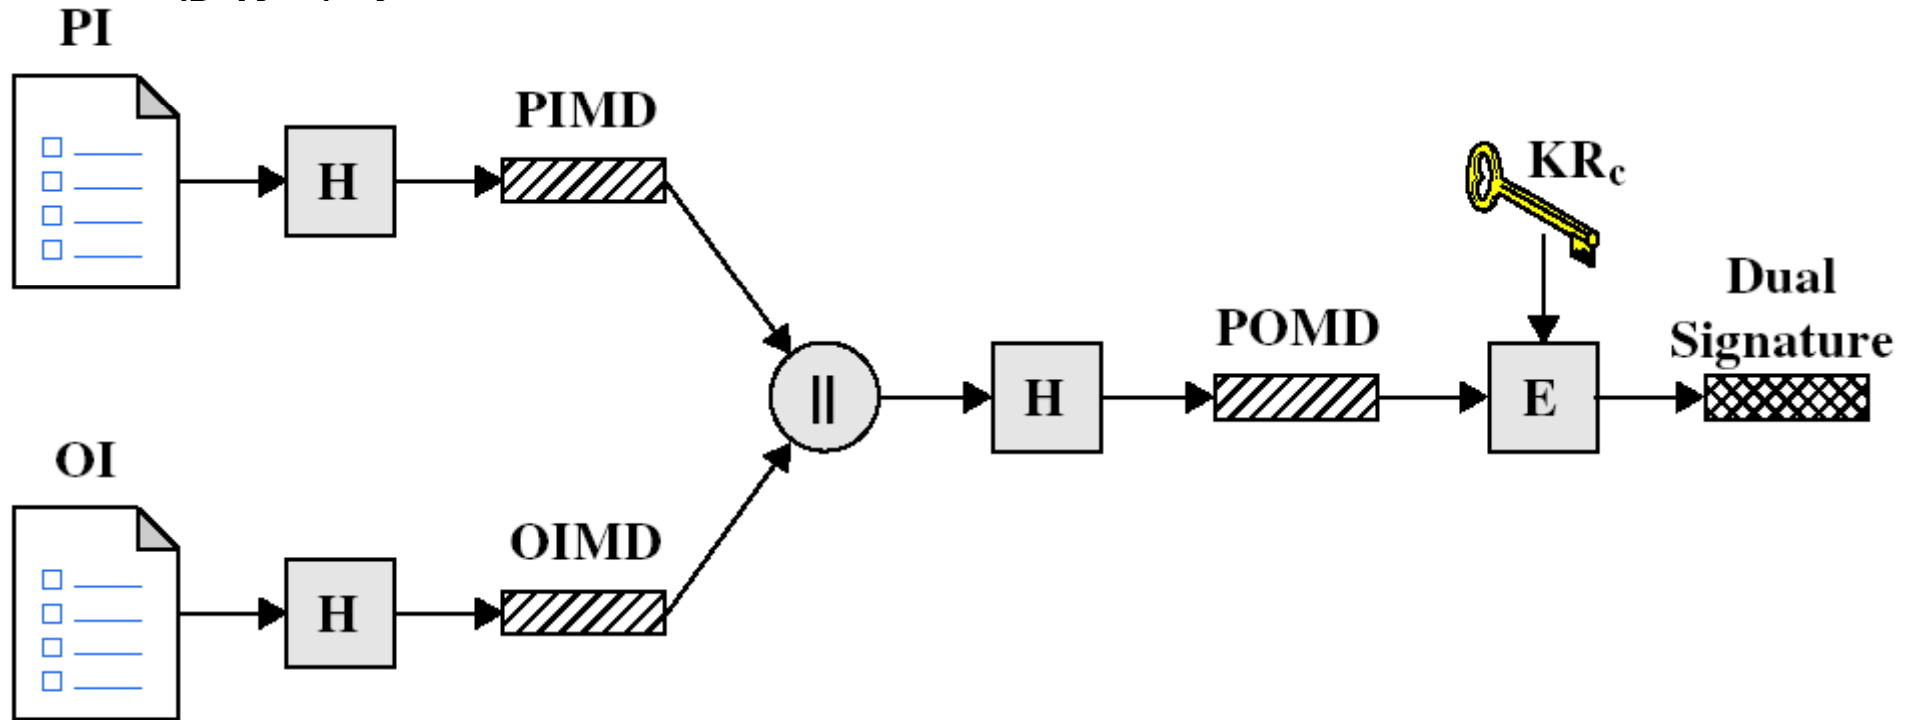 PI
H
PIMD
KRc
||
H
POMD
E
Dual
Signature
OI
H
OIMD